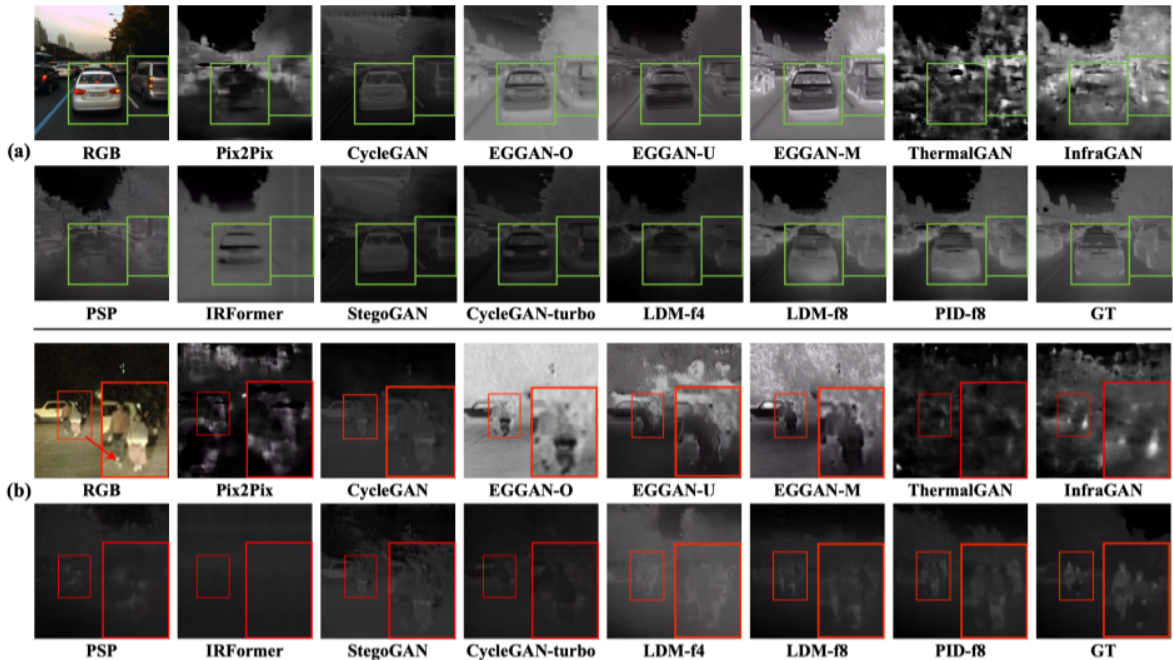 (a)
RGB Pix2Pix CycleGAN EGGAN-O EGGAN-U EGGAN-M ThermalGAN InfraGAN
PSP IRFormer StegoGAN CycleGAN-turbo LDM-f4 LDM-f8 PID-f8 GT
(b)
RGB Pix2Pix CycleGAN EGGAN-O EGGAN-U EGGAN-M ThermalGAN InfraGAN
PSP IRFormer StegoGAN CycleGAN-turbo LDM-f4 LDM-f8 PID-f8 GT